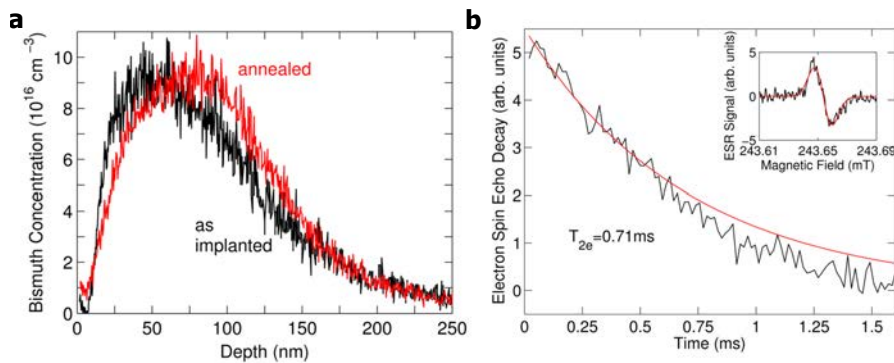 a
Bismuth Concentration (10¹⁶ cm⁻³)
10
8
6
4
2
0
annealed
as
implanted
0
50
100
150
200
250
Depth (nm)
b
Electron Spin Echo Decay (arb. units)
5
4
3
2
1
0
T₂ₑ=0.71ms
0
0.25
0.5
0.75
1
1.25
1.5
Time (ms)
ESR Signal (arb. units)
5
0
−5
243.61
243.65
243.69
Magnetic Field (mT)